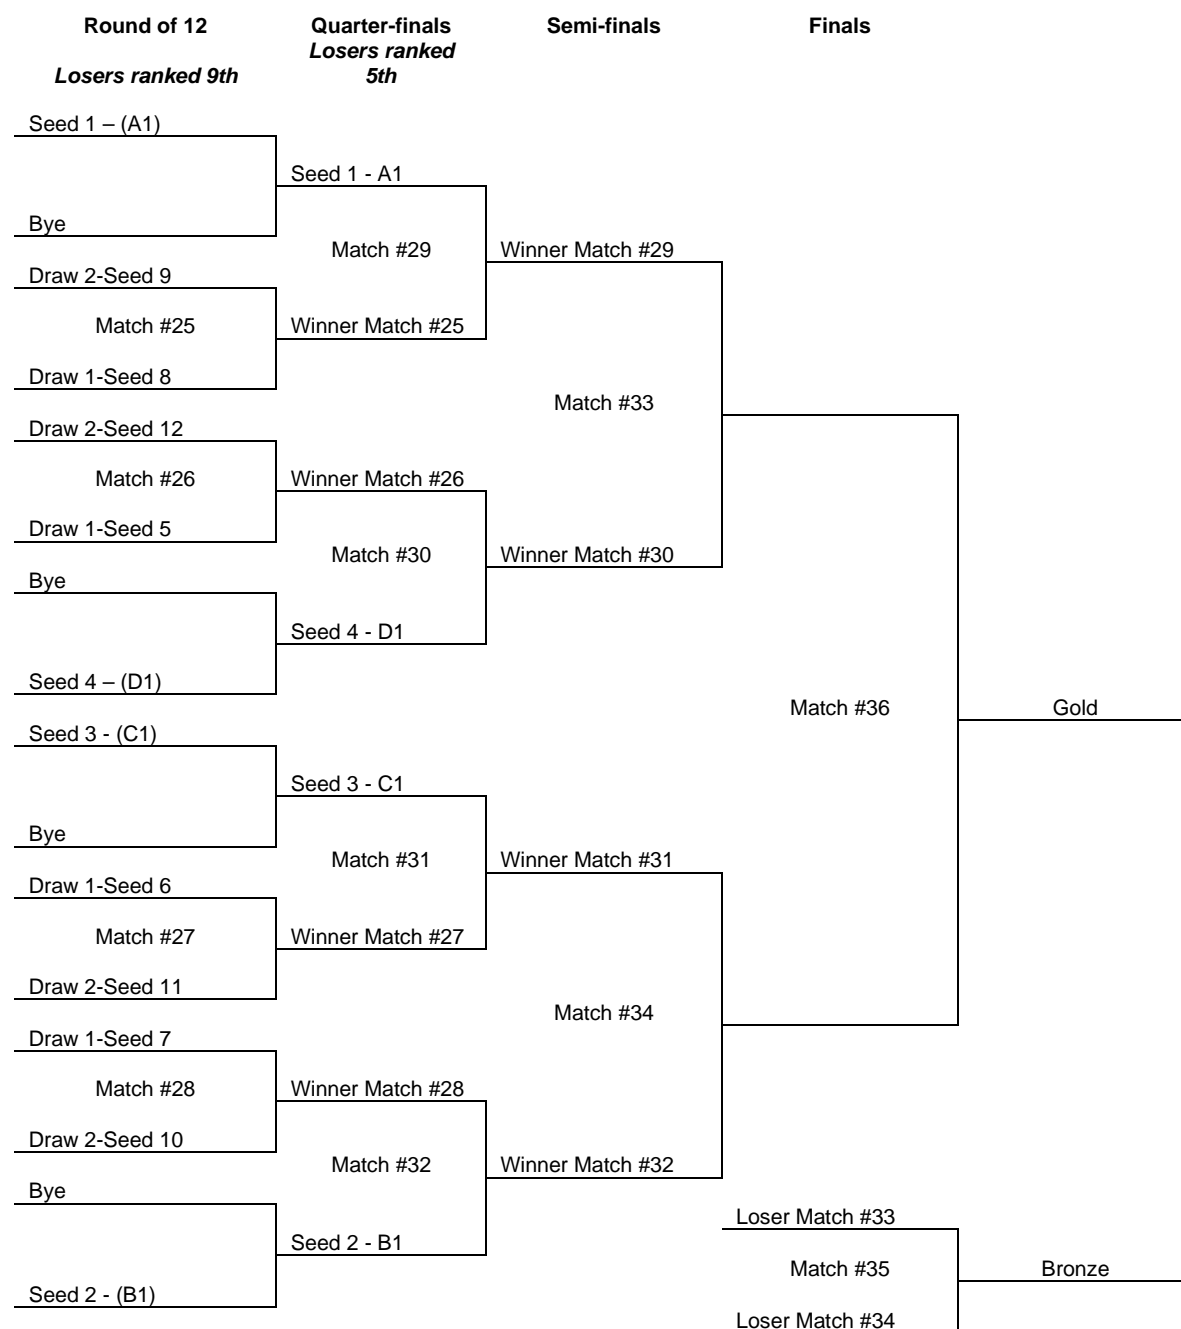 Round of 12
Quarter-finals
Semi-finals
Finals
Losers ranked
Losers ranked 9th
5th
Seed 1 – (A1)
Seed 1 - A1
Bye
Match #29
Winner Match #29
Draw 2-Seed 9
Match #25
Winner Match #25
Draw 1-Seed 8
Match #33
Draw 2-Seed 12
Match #26
Winner Match #26
Draw 1-Seed 5
Match #30
Winner Match #30
Bye
Seed 4 - D1
Seed 4 – (D1)
Match #36
Gold
Seed 3 - (C1)
Seed 3 - C1
Bye
Match #31
Winner Match #31
Draw 1-Seed 6
Match #27
Winner Match #27
Draw 2-Seed 11
Match #34
Draw 1-Seed 7
Match #28
Winner Match #28
Draw 2-Seed 10
Match #32
Winner Match #32
Bye
Loser Match #33
Seed 2 - B1
Match #35
Bronze
Seed 2 - (B1)
Loser Match #34